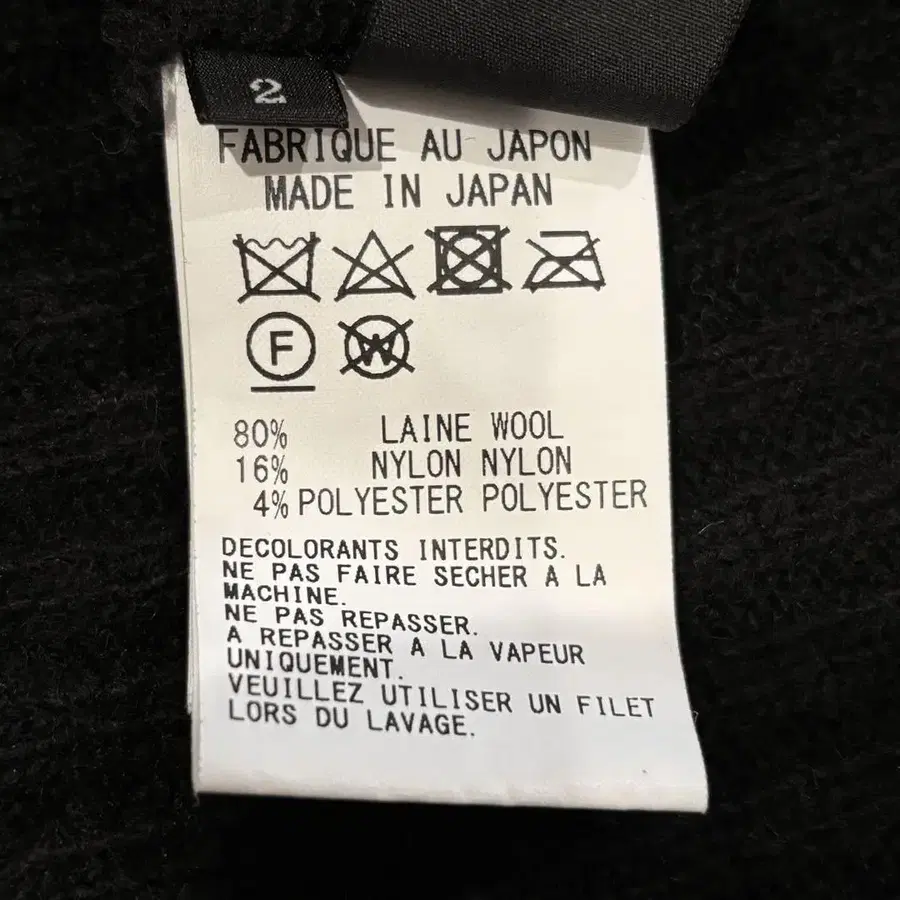 2
FABRIQUE AU JAPON
MADE IN JAPAN
F
W
80% LAINE WOOL
16% NYLON NYLON
4% POLYESTER POLYESTER
DECOLORANTS INTERDITS.
NE PAS FAIRE SECHER A LA
MACHINE.
NE PAS REPASSER.
A REPASSER A LA VAPEUR
UNIQUEMENT.
VEUILLEZ UTILISER UN FILET
LORS DU LAVAGE.